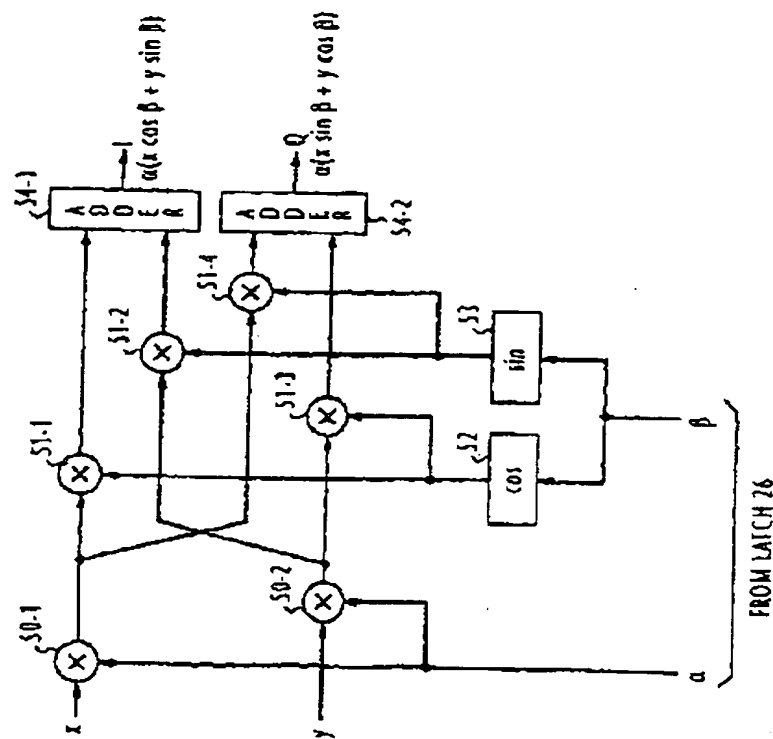 x
50-1
51-1
51-2
54-1
ADDER
I
α(x cos β + y sin β)
51-4
ADDER
Q
α(x sin β + y cos β)
54-2
y
50-2
51-3
52
cos
53
sin
α
β
FROM LATCH 26